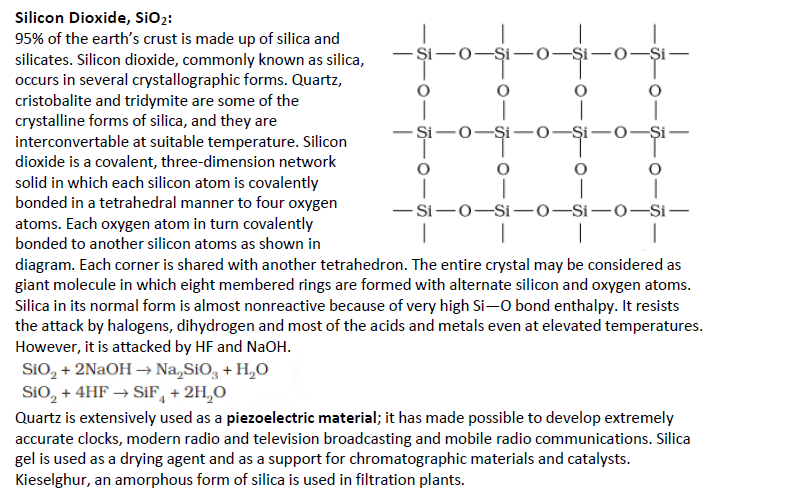 Silicon Dioxide, SiO₂:
95% of the earth's crust is made up of silica and
silicates. Silicon dioxide, commonly known as silica,
occurs in several crystallographic forms. Quartz,
cristobalite and tridymite are some of the
crystalline forms of silica, and they are
interconvertable at suitable temperature. Silicon
dioxide is a covalent, three-dimension network
solid in which each silicon atom is covalently
bonded in a tetrahedral manner to four oxygen
atoms. Each oxygen atom in turn covalently
bonded to another silicon atoms as shown in
diagram. Each corner is shared with another tetrahedron. The entire crystal may be considered as
giant molecule in which eight membered rings are formed with alternate silicon and oxygen atoms.
Silica in its normal form is almost nonreactive because of very high Si—O bond enthalpy. It resists
the attack by halogens, dihydrogen and most of the acids and metals even at elevated temperatures.
However, it is attacked by HF and NaOH.
SiO₂ + 2NaOH → Na₂SiO₃ + H₂O
SiO₂ + 4HF → SiF₄ + 2H₂O
Quartz is extensively used as a piezoelectric material; it has made possible to develop extremely
accurate clocks, modern radio and television broadcasting and mobile radio communications. Silica
gel is used as a drying agent and as a support for chromatographic materials and catalysts.
Kieselghur, an amorphous form of silica is used in filtration plants.
—Si—O—Si—O—Si—O—Si—
O O O O
—Si—O—Si—O—Si—O—Si—
O O O O
—Si—O—Si—O—Si—O—Si—